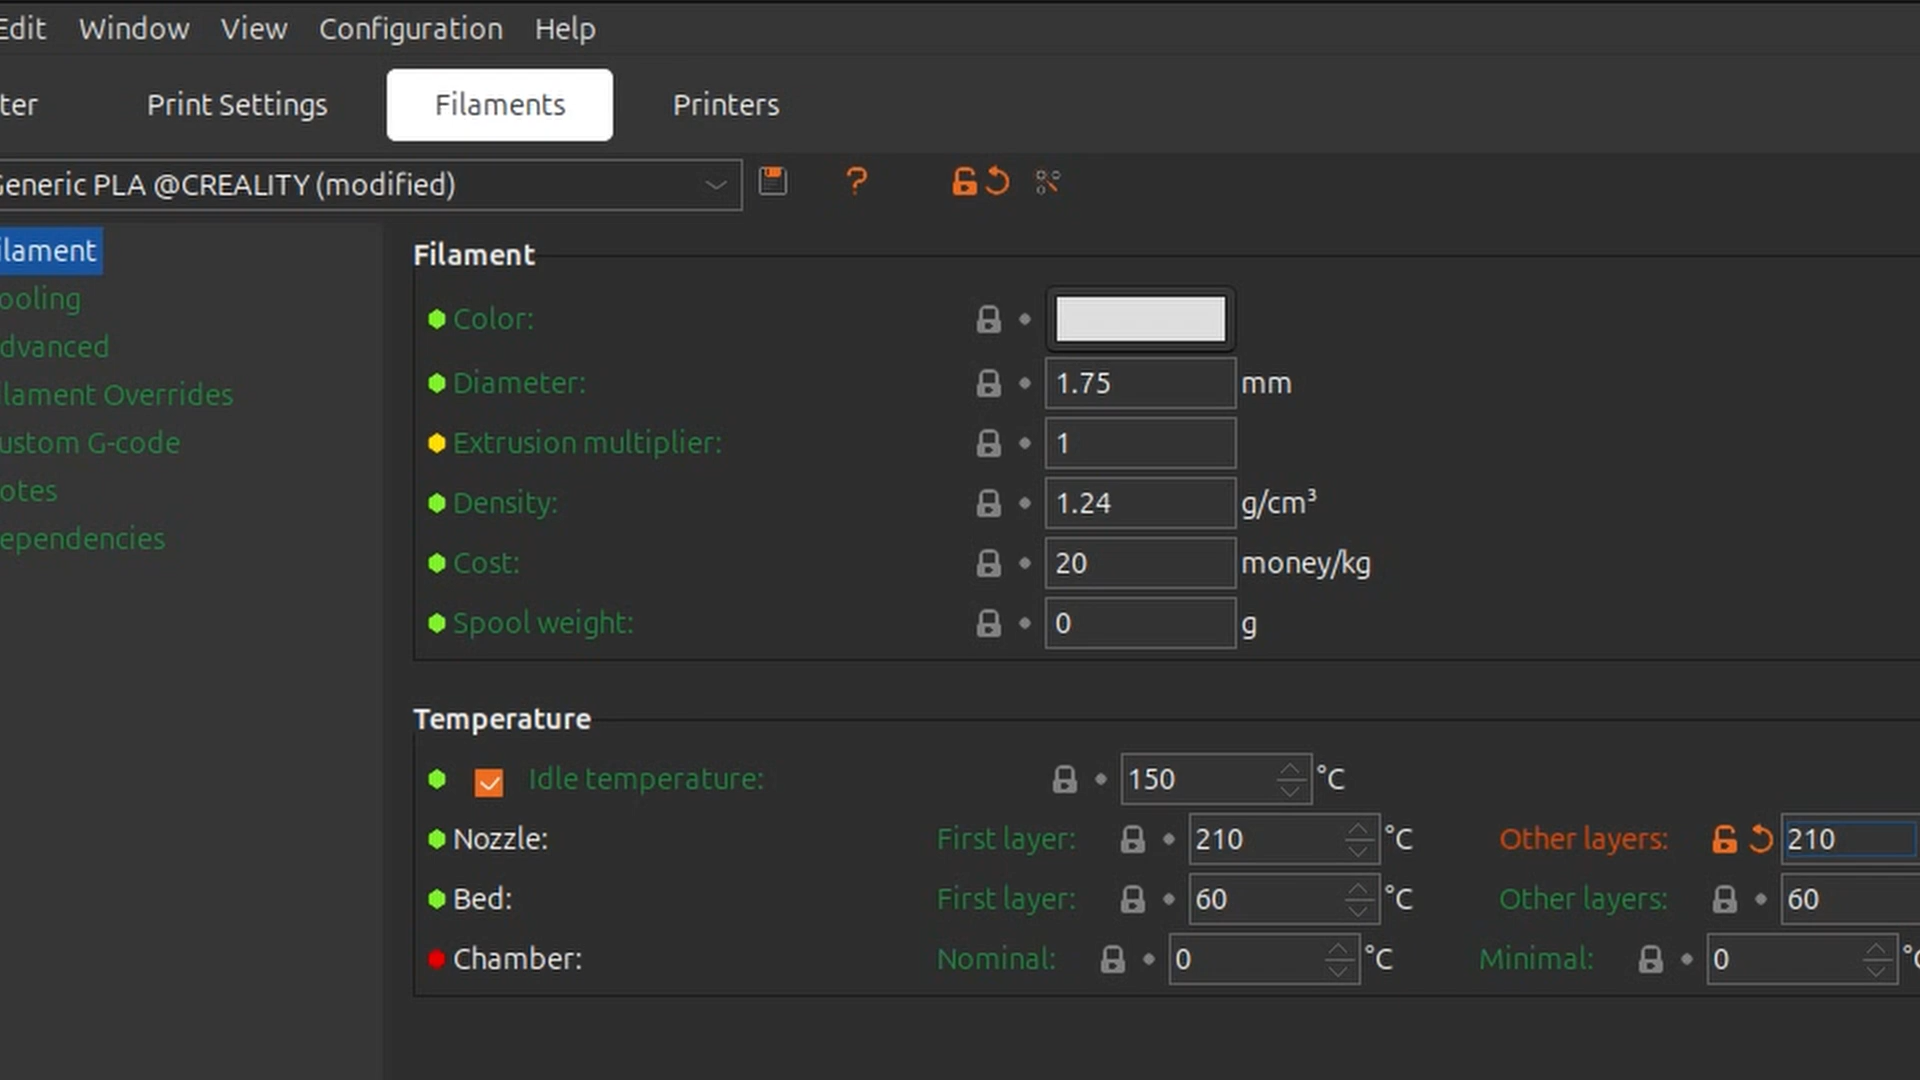 Edit Window View Configuration Help
ter Print Settings Filaments Printers
Generic PLA @CREALITY (modified) ?
ilament
ooling
dvanced
ilament Overrides
ustom G-code
otes
ependencies
Filament
Color:
Diameter: 1.75 mm
Extrusion multiplier: 1
Density: 1.24 g/cm³
Cost: 20 money/kg
Spool weight: 0 g
Temperature
Idle temperature: 150 °C
Nozzle: First layer: 210 °C Other layers: 210
Bed: First layer: 60 °C Other layers: 60
Chamber: Nominal: 0 °C Minimal: 0 °C